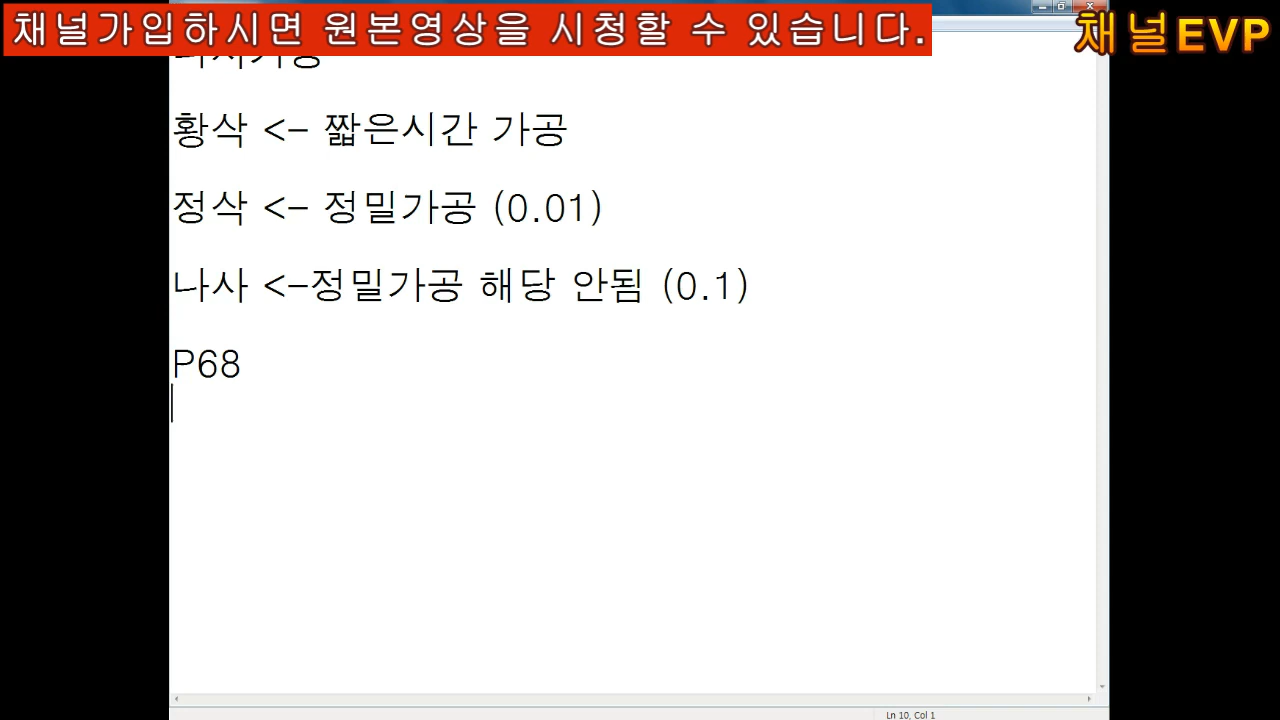 채널가입하시면 원본영상을 시청할 수 있습니다.
채널EVP
황삭 <- 짧은시간 가공
정삭 <- 정밀가공 (0.01)
나사 <-정밀가공 해당 안됨 (0.1)
P68
Ln 10, Col 1